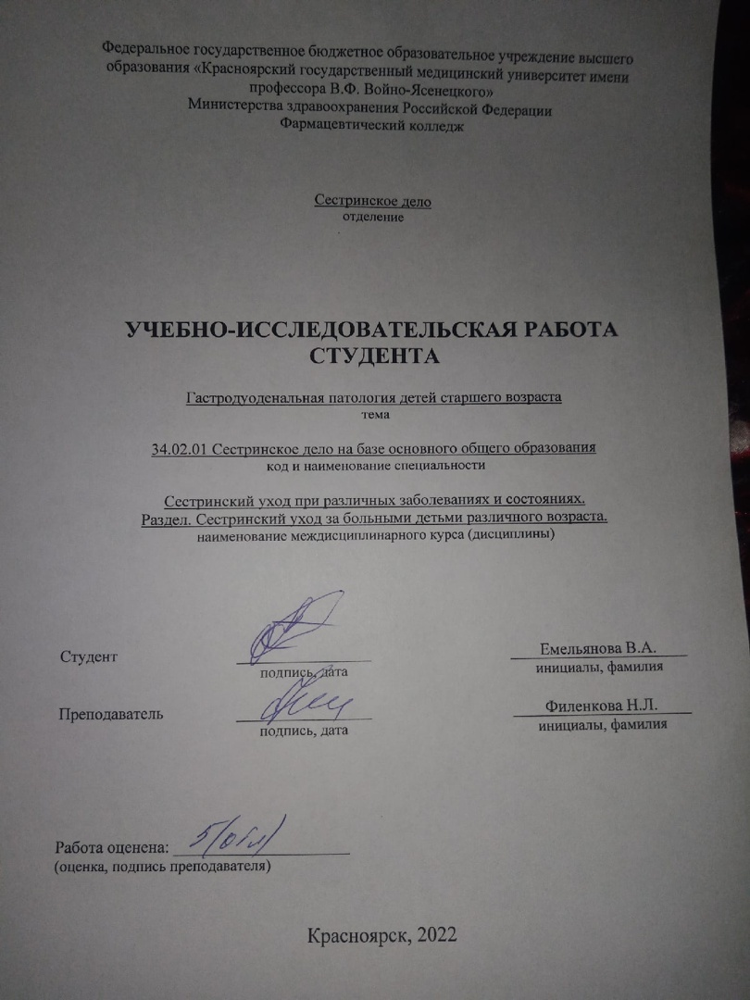 Федеральное государственное бюджетное образовательное учреждение высшего
образования «Красноярский государственный медицинский университет имени
профессора В.Ф. Войно-Ясенецкого»
Министерства здравоохранения Российской Федерации
Фармацевтический колледж
Сестринское дело
отделение
УЧЕБНО-ИССЛЕДОВАТЕЛЬСКАЯ РАБОТА
СТУДЕНТА
Гастродуоденальная патология детей старшего возраста
тема
34.02.01 Сестринское дело на базе основного общего образования
код и наименование специальности
Сестринский уход при различных заболеваниях и состояниях.
Раздел. Сестринский уход за больными детьми различного возраста.
наименование междисциплинарного курса (дисциплины)
Студент Емельянова В.А.
подпись, дата инициалы, фамилия
Преподаватель Филенкова Н.Л.
подпись, дата инициалы, фамилия
Работа оценена: 5(отл)
(оценка, подпись преподавателя)
Красноярск, 2022